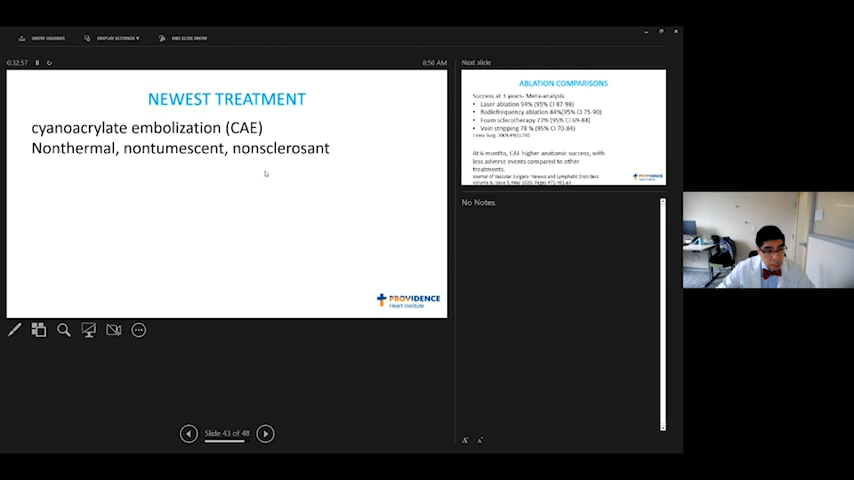 SHOW TASKBAR
DISPLAY SETTINGS
END SLIDE SHOW
0:32:57
8:50 AM
NEWEST TREATMENT
cyanoacrylate embolization (CAE)
Nonthermal, nontumescent, nonsclerosant
PROVIDENCE
Heart Institute
Slide 43 of 48
Next slide
ABLATION COMPARISONS
Success at 3 years- Meta-analysis
• Laser ablation 94% (95% CI 87-98)
• Radiofrequency ablation 84%(95% CI 75-90)
• Foam sclerotherapy 77% (95% CI 69-84)
• Vein stripping 78 % (95% CI 70-84)
At 6 months, CAE higher anatomic success, with
less adverse events compared to other
treatments.
Journal of Vascular Surgery: Venous and Lymphatic Disorders
PROVIDENCE
No Notes.